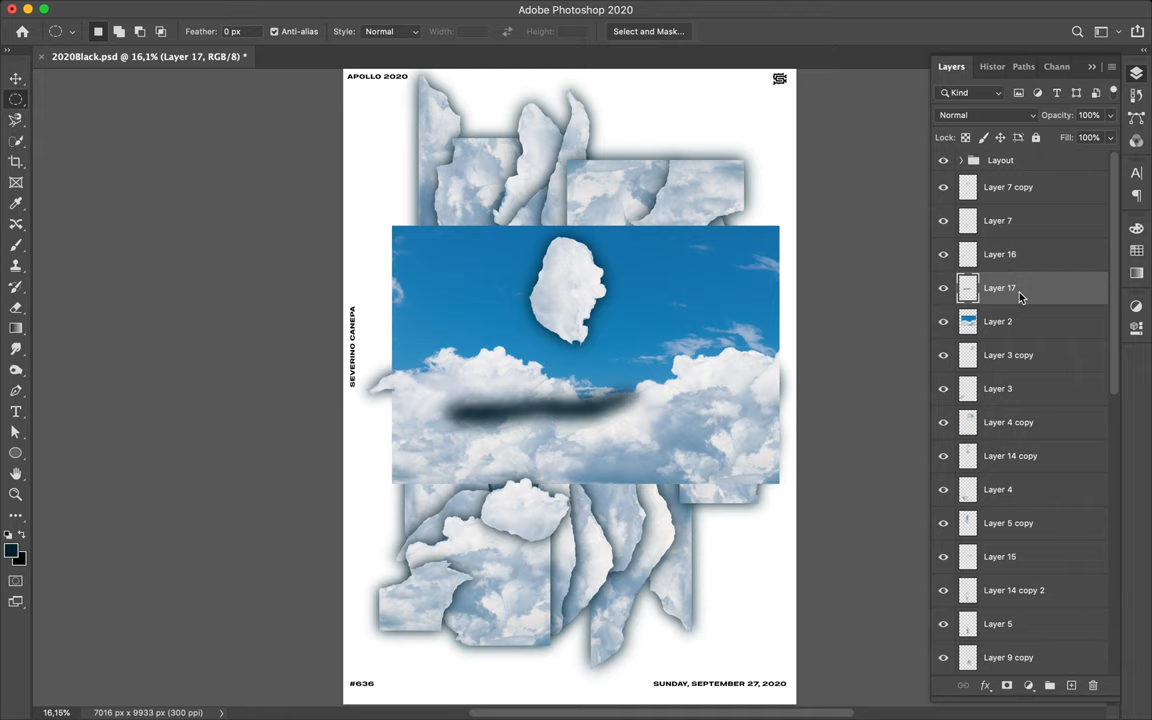 Adobe Photoshop 2020
Feather: 0 px
Anti-alias
Style: Normal
Width:
Height:
Select and Mask...
2020Black.psd @ 16,1% (Layer 17, RGB/8) *
Layers
Histor
Paths
Chann
Kind
Normal
Opacity: 100%
Lock:
Fill: 100%
Layout
Layer 7 copy
Layer 7
Layer 16
Layer 17
Layer 2
Layer 3 copy
Layer 3
Layer 4 copy
Layer 14 copy
Layer 4
Layer 5 copy
Layer 15
Layer 14 copy 2
Layer 5
Layer 9 copy
APOLLO 2020
SEVERINO CANEPA
#636
SUNDAY, SEPTEMBER 27, 2020
16,15%
7016 px x 9933 px (300 ppi)